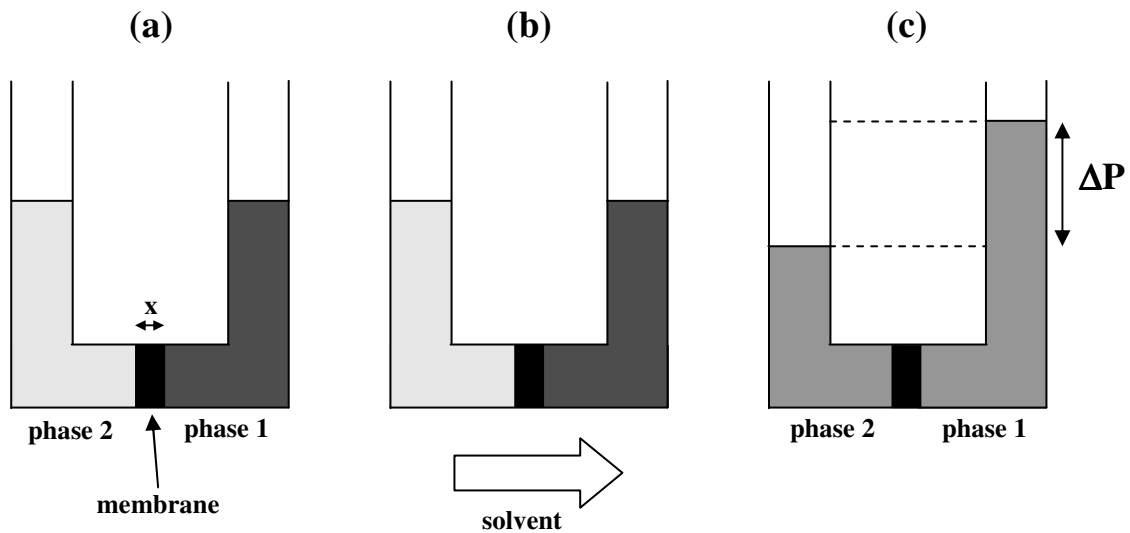 (a)
(b)
(c)
ΔP
x
phase 2
phase 1
membrane
solvent
phase 2
phase 1